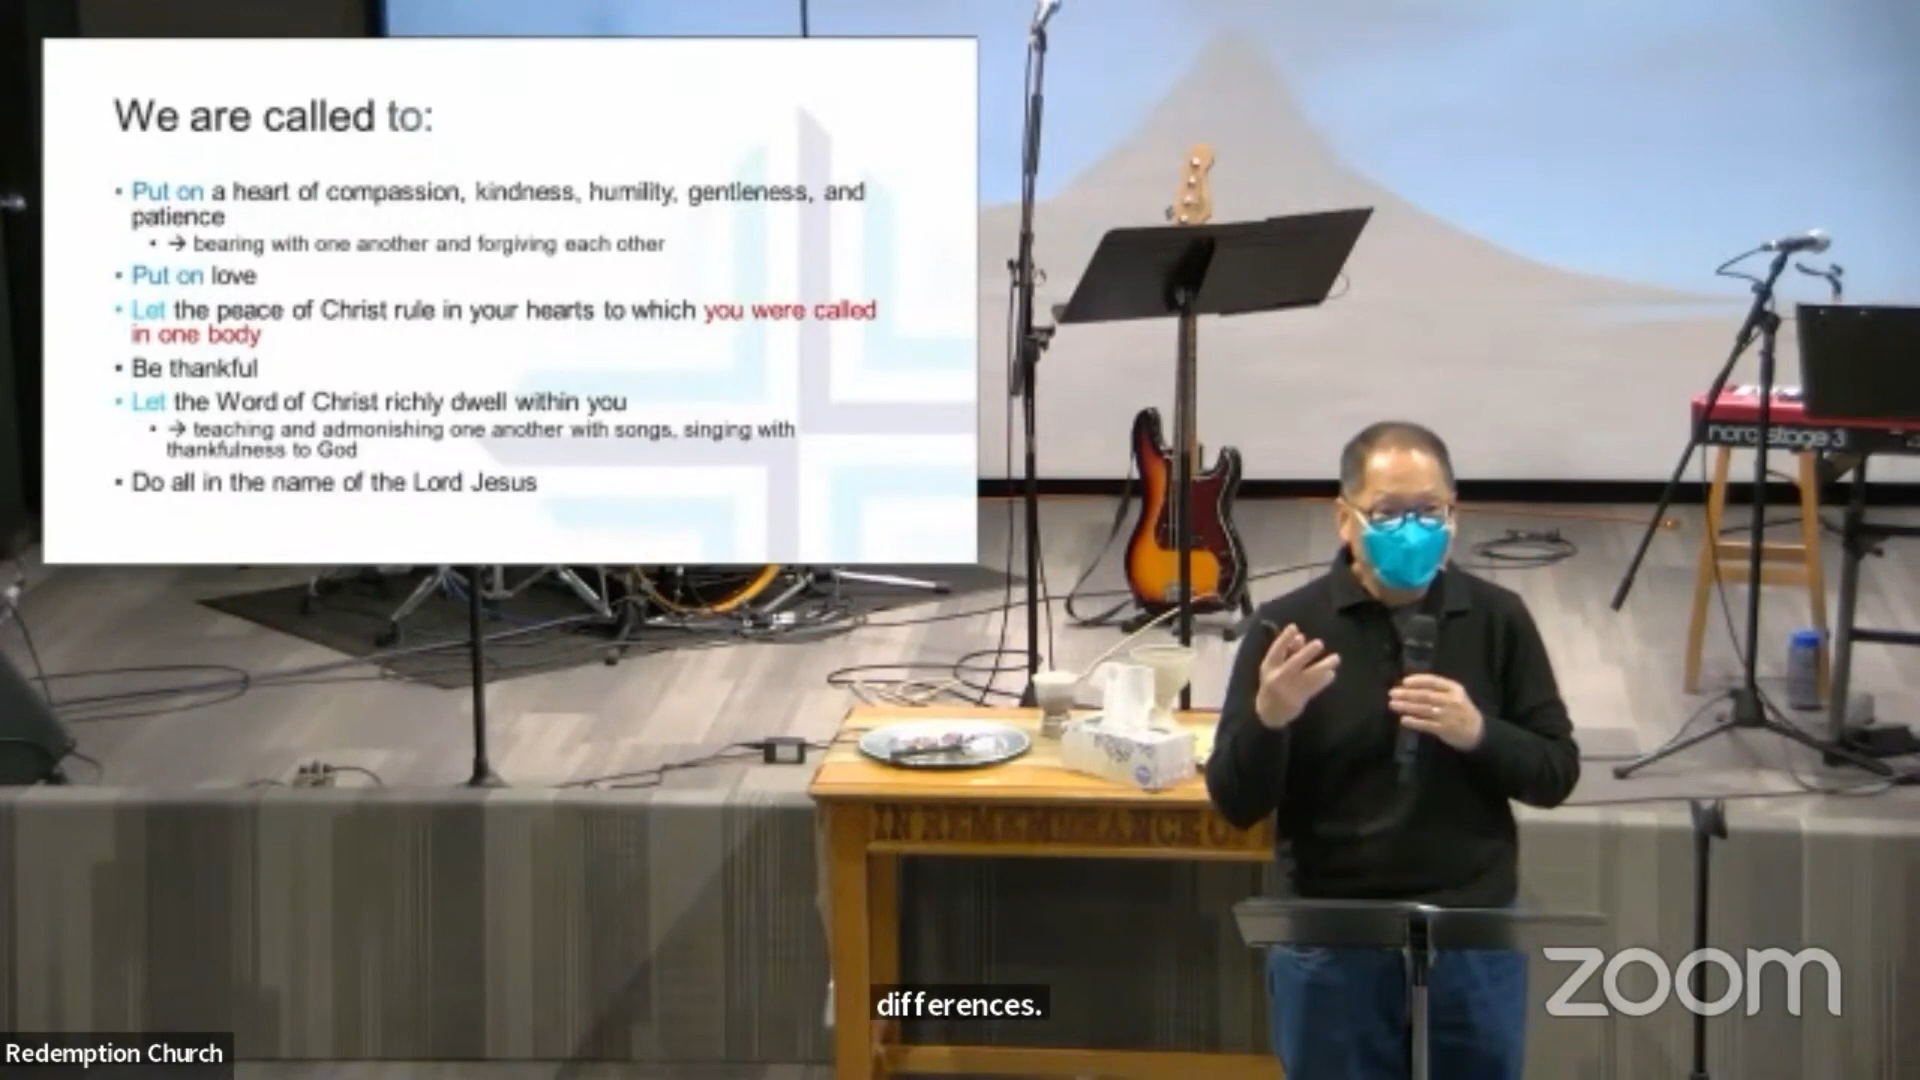 We are called to:
• Put on a heart of compassion, kindness, humility, gentleness, and
patience
• → bearing with one another and forgiving each other
• Put on love
• Let the peace of Christ rule in your hearts to which you were called
in one body
• Be thankful
• Let the Word of Christ richly dwell within you
• → teaching and admonishing one another with songs, singing with
thankfulness to God
• Do all in the name of the Lord Jesus
nord stage 3
IN REMEMBRANCE O
differences.
zoom
Redemption Church